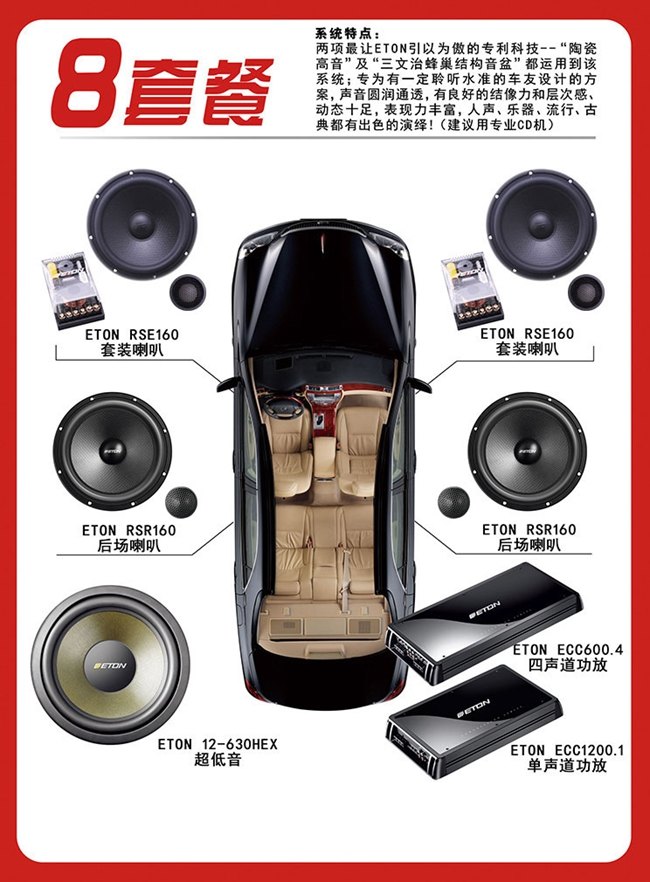 8套餐
系统特点：
两项最让ETON引以为傲的专利科技--“陶瓷
高音”及“三文治蜂巢结构音盆”都运用到该
系统；专为有一定聆听水准的车友设计的方
案，声音圆润通透，有良好的结像力和层次感、
动态十足，表现力丰富，人声、乐器、流行、古
典都有出色的演绎！（建议用专业CD机）
ETON
ETON RSE160
套装喇叭
ETON
ETON RSE160
套装喇叭
ETON
ETON RSR160
后场喇叭
ETON
ETON RSR160
后场喇叭
ETON
ETON 12-630HEX
超低音
ETON
ETON ECC600.4
四声道功放
ETON
ETON ECC1200.1
单声道功放